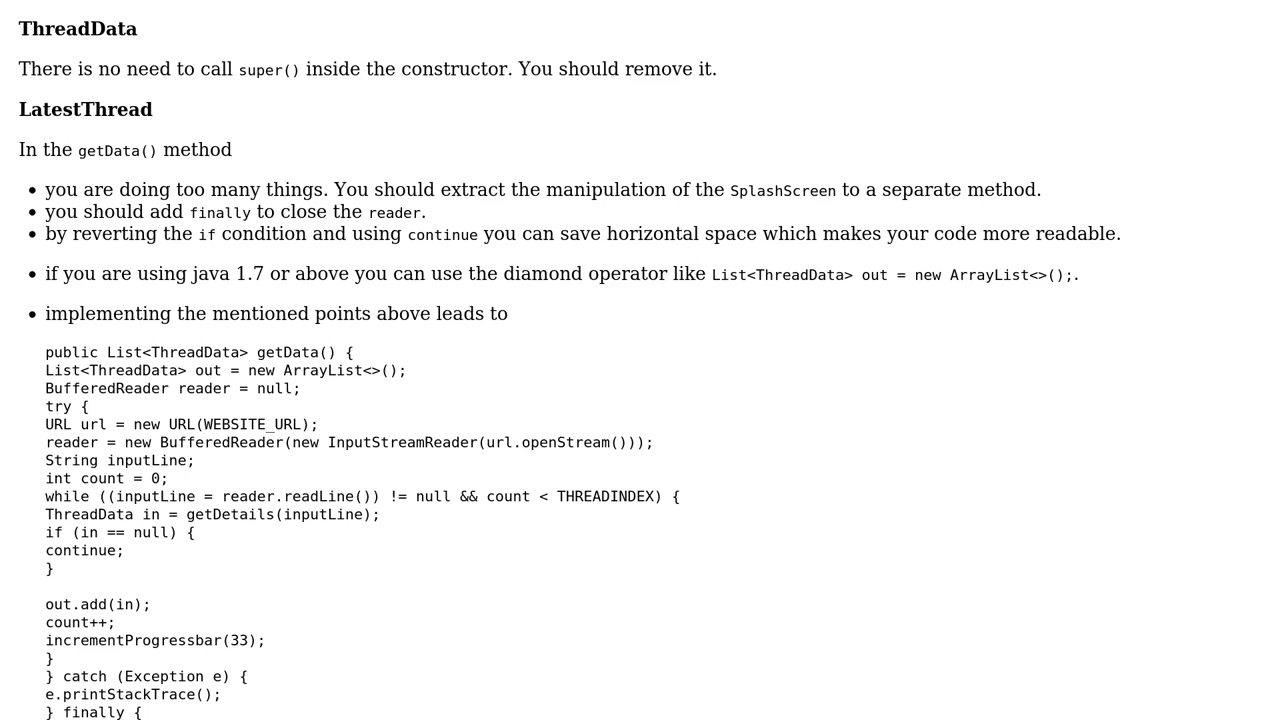 ThreadData
There is no need to call super() inside the constructor. You should remove it.
LatestThread
In the getData() method
• you are doing too many things. You should extract the manipulation of the SplashScreen to a separate method.
• you should add finally to close the reader.
• by reverting the if condition and using continue you can save horizontal space which makes your code more readable.
• if you are using java 1.7 or above you can use the diamond operator like List<ThreadData> out = new ArrayList<>();.
• implementing the mentioned points above leads to
public List<ThreadData> getData() {
List<ThreadData> out = new ArrayList<>();
BufferedReader reader = null;
try {
URL url = new URL(WEBSITE_URL);
reader = new BufferedReader(new InputStreamReader(url.openStream()));
String inputLine;
int count = 0;
while ((inputLine = reader.readLine()) != null && count < THREADINDEX) {
ThreadData in = getDetails(inputLine);
if (in == null) {
continue;
}
out.add(in);
count++;
incrementProgressbar(33);
}
} catch (Exception e) {
e.printStackTrace();
} finally {